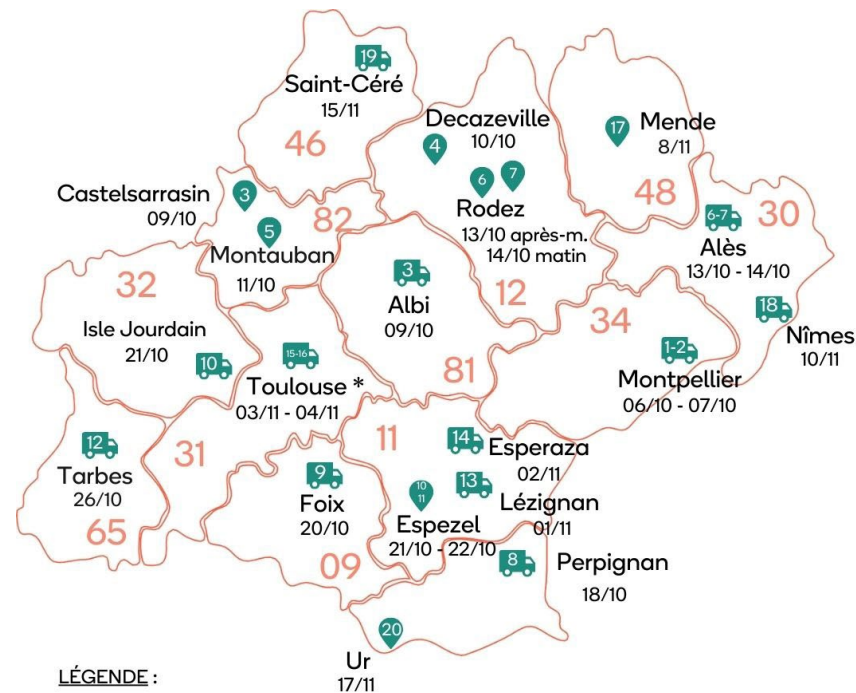 19
Saint-Céré
15/11
46
Decazeville
10/10
4
6
7
Rodez
13/10 après-m.
14/10 matin
12
17
Mende
8/11
48
Castelsarrasin
09/10
3
82
5
Montauban
11/10
6-7
30
Alès
13/10 - 14/10
18
Nîmes
10/11
32
Isle Jourdain
21/10
10
3
Albi
09/10
81
34
1-2
Montpellier
06/10 - 07/10
15-16
Toulouse *
03/11 - 04/11
31
12
Tarbes
26/10
65
11
14
Esperaza
02/11
13
Lézignan
01/11
9
Foix
20/10
09
10
11
Espezel
21/10 - 22/10
8
Perpignan
18/10
20
Ur
17/11
LÉGENDE :